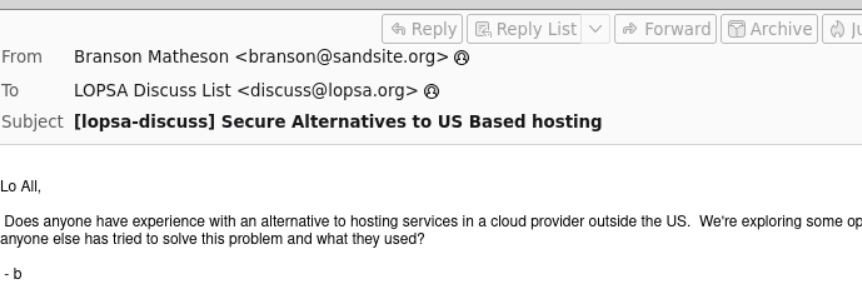 Reply Reply List Forward Archive
From Branson Matheson <branson@sandsite.org>
To LOPSA Discuss List <discuss@lopsa.org>
Subject [lopsa-discuss] Secure Alternatives to US Based hosting
Lo All,
Does anyone have experience with an alternative to hosting services in a cloud provider outside the US. We're exploring some
anyone else has tried to solve this problem and what they used?
- b